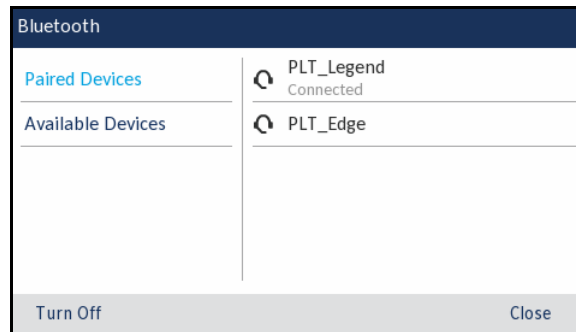 Bluetooth
Paired Devices
Available Devices
PLT_Legend
Connected
PLT_Edge
Turn Off
Close